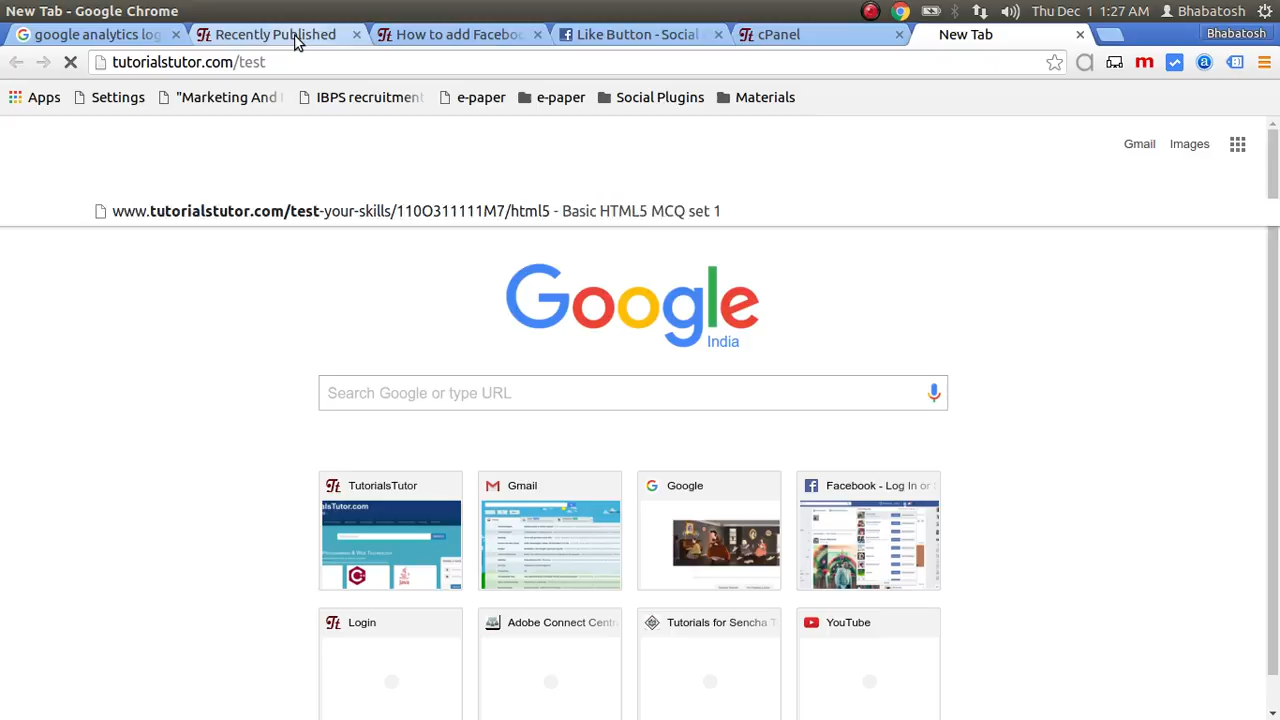 New Tab - Google Chrome
Thu Dec 1 1:27 AM Bhabatosh
google analytics log
Recently Published
How to add Facebo
Like Button - Social
cPanel
New Tab
Bhabatosh
tutorialstutor.com/test
Apps
Settings
"Marketing And
IBPS recruitment
e-paper
e-paper
Social Plugins
Materials
Gmail Images
www.tutorialstutor.com/test-your-skills/110O311111M7/html5 - Basic HTML5 MCQ set 1
Google
India
Search Google or type URL
TutorialsTutor
Gmail
Google
Facebook - Log In or
Login
Adobe Connect Cent
Tutorials for Sencha T
YouTube